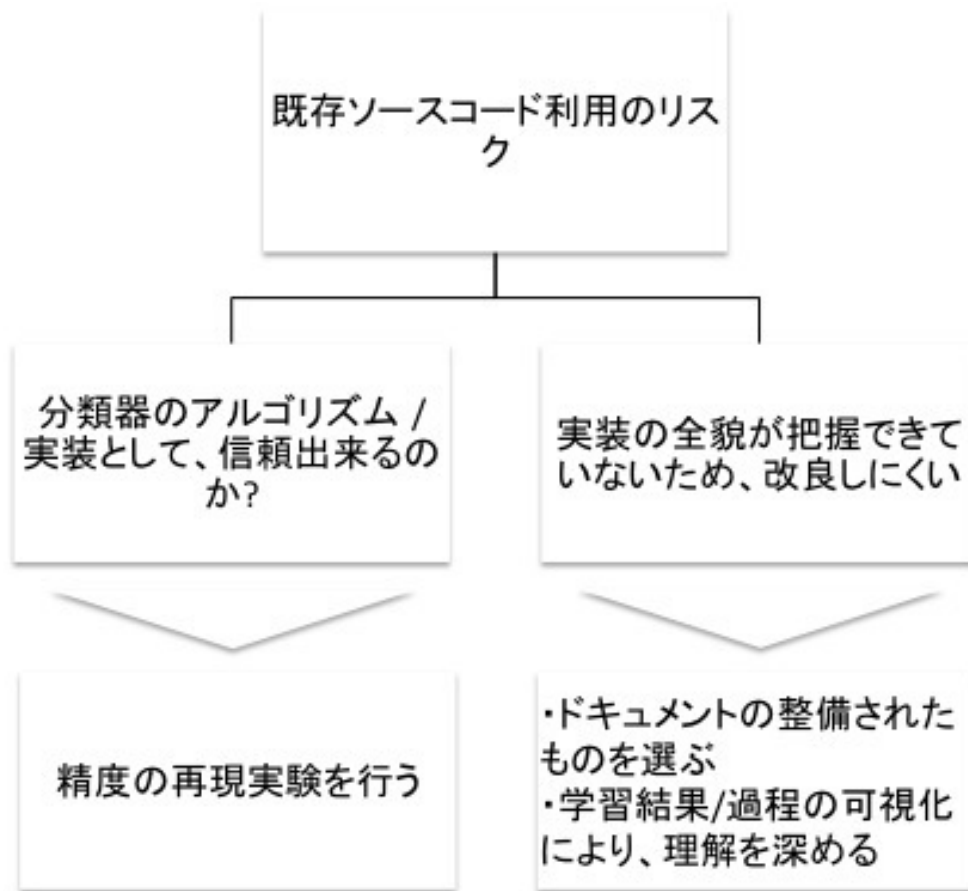 既存ソースコード利用のリス
ク
分類器のアルゴリズム /
実装として、信頼出来るの
か?
実装の全貌が把握できて
いないため、改良しにくい
精度の再現実験を行う
・ドキュメントの整備された
ものを選ぶ
・学習結果/過程の可視化
により、理解を深める